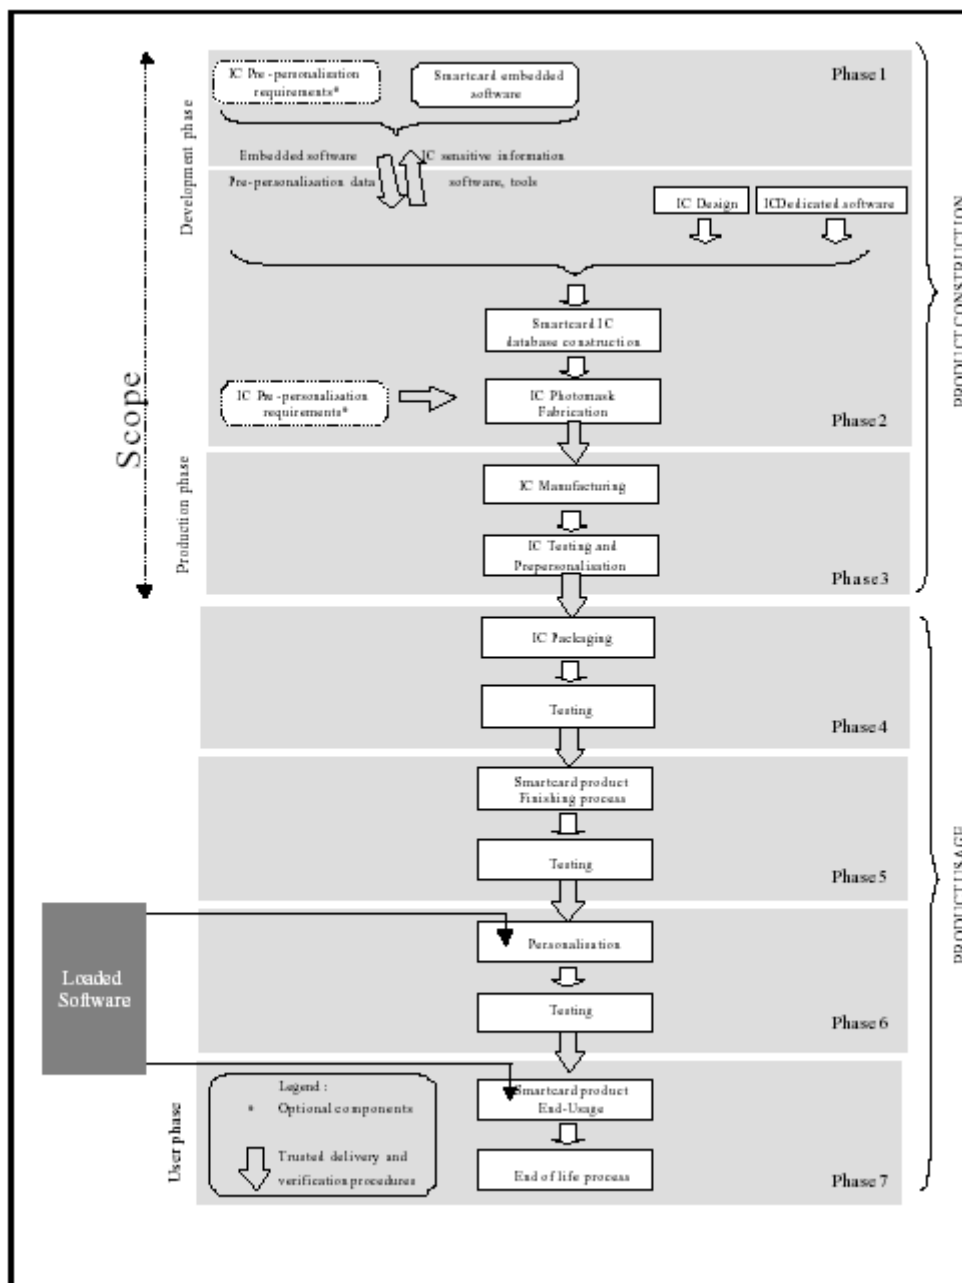 IC Pre-personalisation
requirements*
Smartcard embedded
software
Phase 1
Embedded software
IC sensitive information
Pre-personalisation data
software, tools
Development phase
IC Design
ICDedicated software
Smartcard IC
database construction
IC Pre-personalisation
requirements*
IC Photomask
Fabrication
Phase 2
PRODUCT CONSTRUCTION
Scope
Production phase
IC Manufacturing
IC Testing and
Prepersonalisation
Phase 3
IC Packaging
Testing
Phase 4
Smartcard product
Finishing process
Testing
Phase 5
PRODUCT USAGE
Loaded
Software
Personalisation
Testing
Phase 6
User phase
Legend :
* Optional components
Trusted delivery and
verification procedures
Smartcard product
End-Usage
End of life process
Phase 7